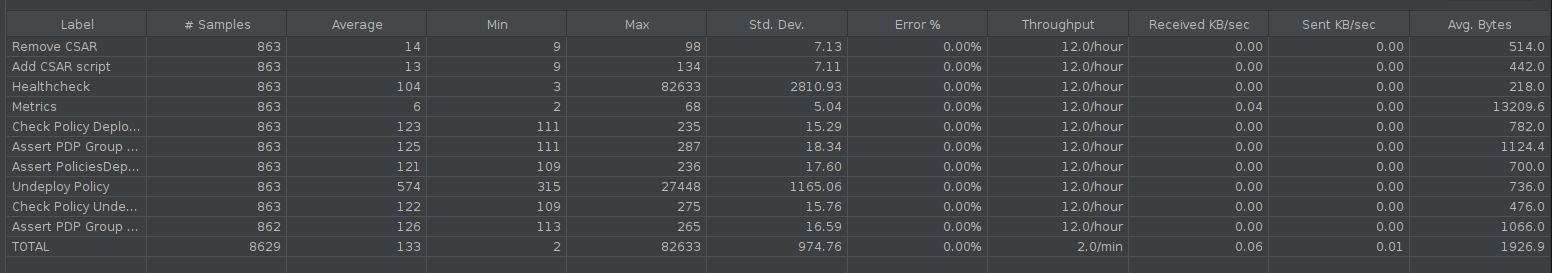 Label # Samples Average Min Max Std. Dev. Error % Throughput Received KB/sec Sent KB/sec Avg. Bytes
Remove CSAR 863 14 9 98 7.13 0.00% 12.0/hour 0.00 0.00 514.0
Add CSAR script 863 13 9 134 7.11 0.00% 12.0/hour 0.00 0.00 442.0
Healthcheck 863 104 3 82633 2810.93 0.00% 12.0/hour 0.00 0.00 218.0
Metrics 863 6 2 68 5.04 0.00% 12.0/hour 0.04 0.00 13209.6
Check Policy Deplo... 863 123 111 235 15.29 0.00% 12.0/hour 0.00 0.00 782.0
Assert PDP Group ... 863 125 111 287 18.34 0.00% 12.0/hour 0.00 0.00 1124.4
Assert PoliciesDep... 863 121 109 236 17.60 0.00% 12.0/hour 0.00 0.00 700.0
Undeploy Policy 863 574 315 27448 1165.06 0.00% 12.0/hour 0.00 0.00 736.0
Check Policy Unde... 863 122 109 275 15.76 0.00% 12.0/hour 0.00 0.00 476.0
Assert PDP Group ... 862 126 113 265 16.59 0.00% 12.0/hour 0.00 0.00 1066.0
TOTAL 8629 133 2 82633 974.76 0.00% 2.0/min 0.06 0.01 1926.9